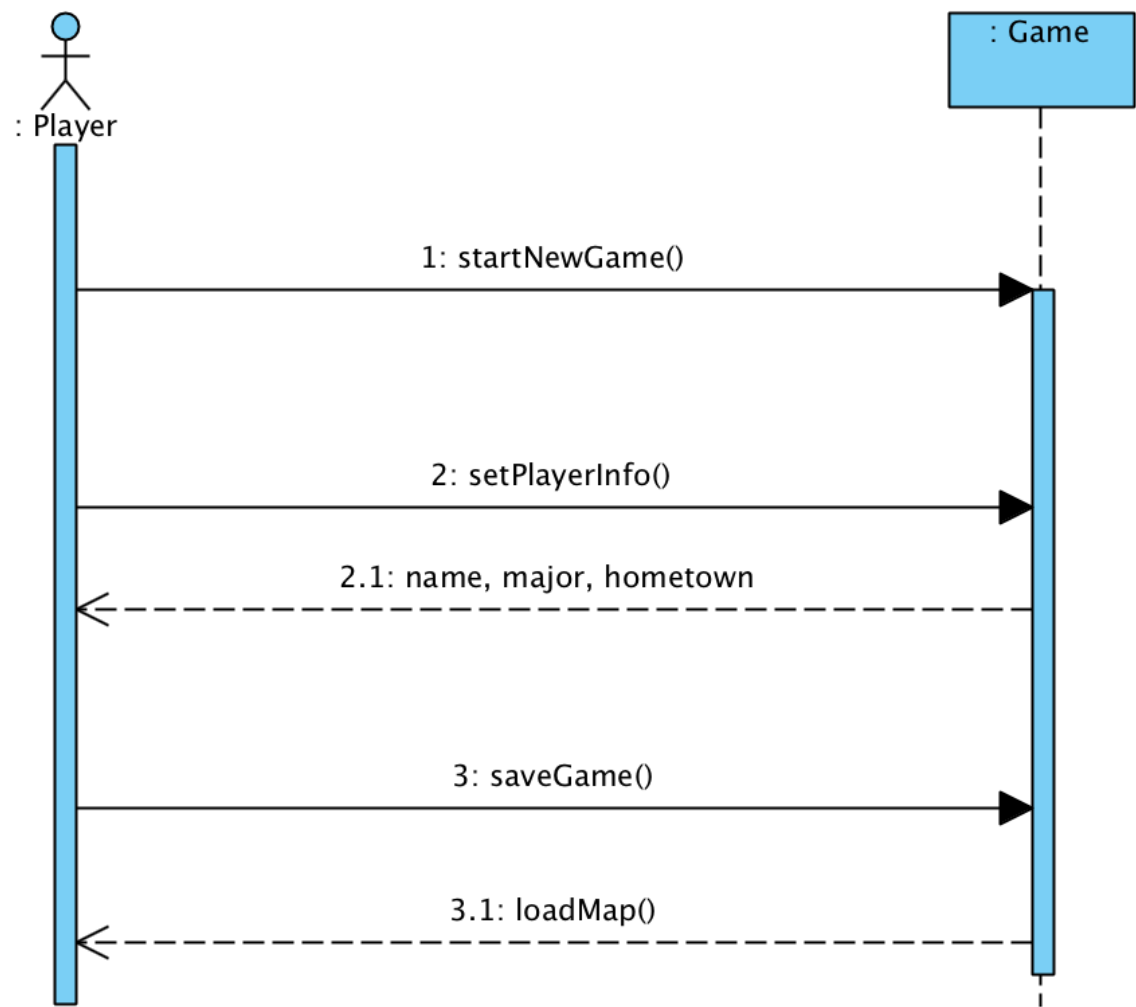 : Game
: Player
1: startNewGame()
2: setPlayerInfo()
2.1: name, major, hometown
3: saveGame()
3.1: loadMap()